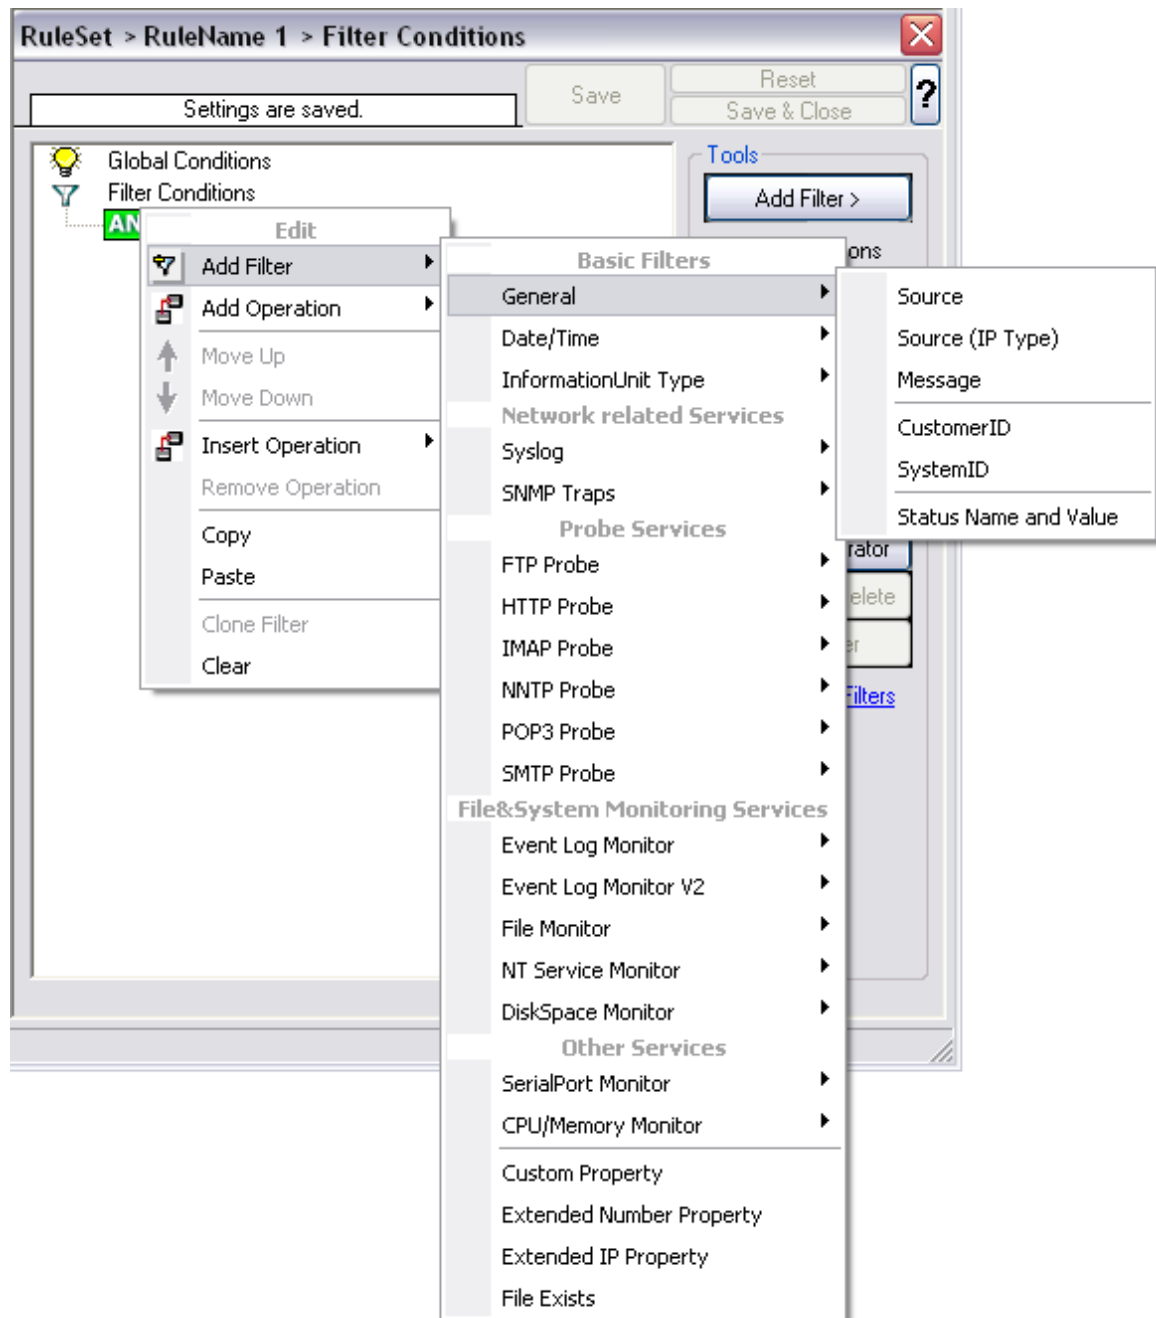 RuleSet > RuleName 1 > Filter Conditions
Settings are saved.
Save
Reset
Save & Close
?
Global Conditions
Filter Conditions
AN
Tools
Add Filter >
ons
rator
elete
er
Filters
Edit
Add Filter
Add Operation
Move Up
Move Down
Insert Operation
Remove Operation
Copy
Paste
Clone Filter
Clear
Basic Filters
General
Date/Time
InformationUnit Type
Network related Services
Syslog
SNMP Traps
Probe Services
FTP Probe
HTTP Probe
IMAP Probe
NNTP Probe
POP3 Probe
SMTP Probe
File&System Monitoring Services
Event Log Monitor
Event Log Monitor V2
File Monitor
NT Service Monitor
DiskSpace Monitor
Other Services
SerialPort Monitor
CPU/Memory Monitor
Custom Property
Extended Number Property
Extended IP Property
File Exists
Source
Source (IP Type)
Message
CustomerID
SystemID
Status Name and Value